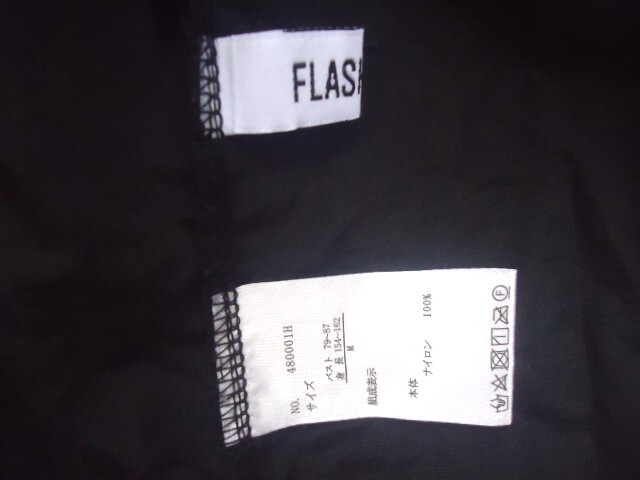 FLASH
NO. 480001H
サイズ
バスト 79~87
身長 154~162
M
組成表示
本体 ナイロン 100%